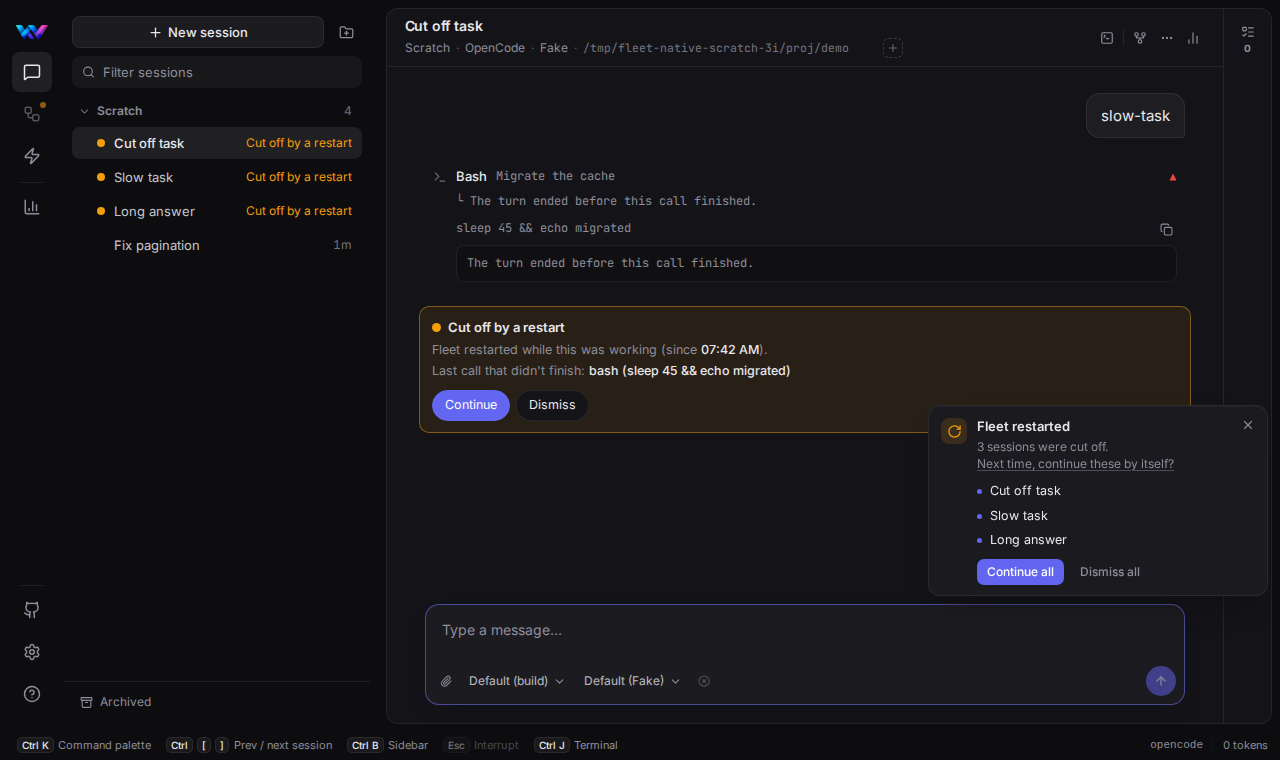 New session
Filter sessions
Scratch 4
Cut off task Cut off by a restart
Slow task Cut off by a restart
Long answer Cut off by a restart
Fix pagination 1m
Archived
Cut off task
Scratch · OpenCode · Fake · /tmp/fleet-native-scratch-3i/proj/demo
0
slow-task
Bash Migrate the cache
└ The turn ended before this call finished.
sleep 45 && echo migrated
The turn ended before this call finished.
Cut off by a restart
Fleet restarted while this was working (since 07:42 AM).
Last call that didn't finish: bash (sleep 45 && echo migrated)
Continue Dismiss
Fleet restarted
3 sessions were cut off.
Next time, continue these by itself?
Cut off task
Slow task
Long answer
Continue all Dismiss all
Type a message...
Default (build) Default (Fake)
Ctrl K Command palette Ctrl [ ] Prev / next session Ctrl B Sidebar Esc Interrupt Ctrl J Terminal opencode 0 tokens